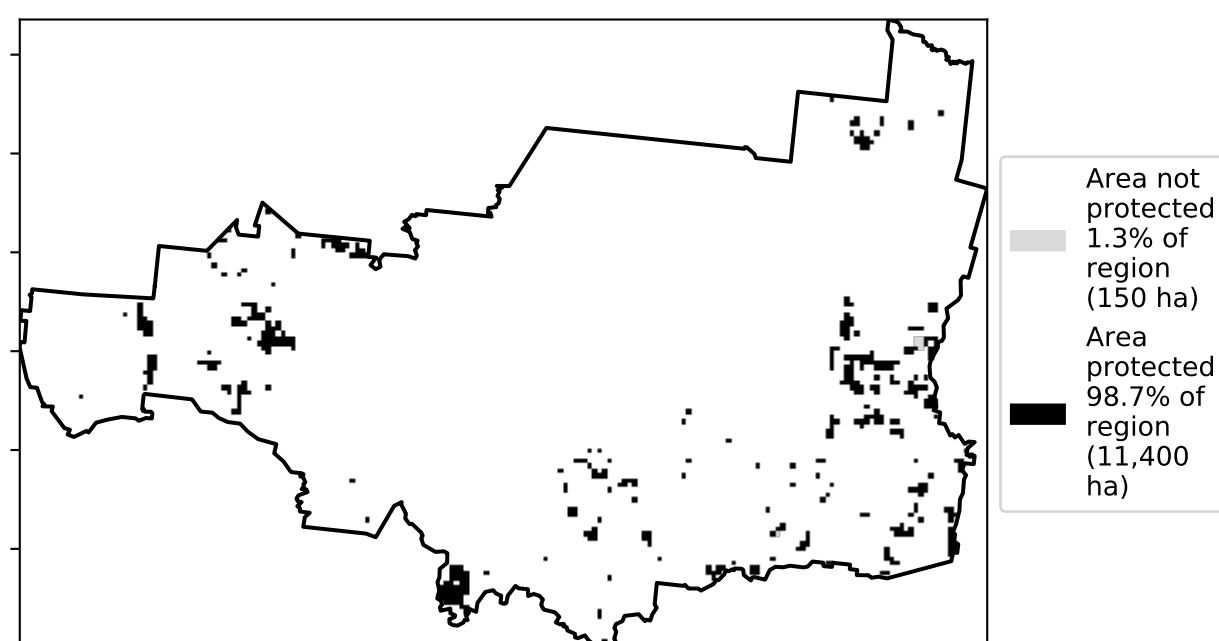 Area not
protected
1.3% of
region
(150 ha)
Area
protected
98.7% of
region
(11,400
ha)